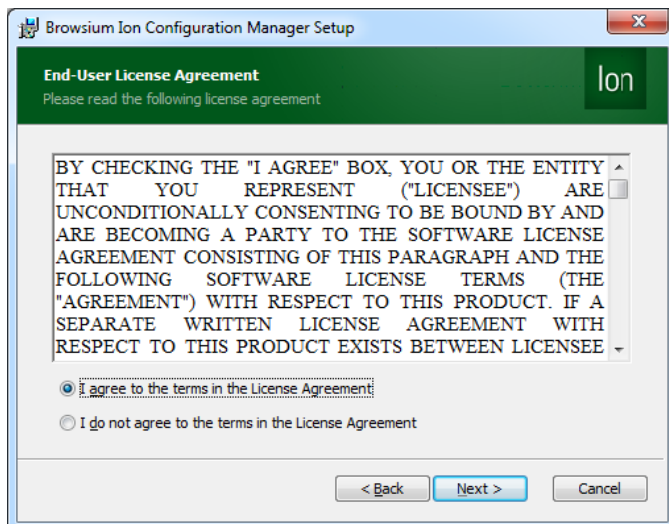 Browsium Ion Configuration Manager Setup
End-User License Agreement
Please read the following license agreement
Ion
BY CHECKING THE "I AGREE" BOX, YOU OR THE ENTITY
THAT YOU REPRESENT ("LICENSEE") ARE
UNCONDITIONALLY CONSENTING TO BE BOUND BY AND
ARE BECOMING A PARTY TO THE SOFTWARE LICENSE
AGREEMENT CONSISTING OF THIS PARAGRAPH AND THE
FOLLOWING SOFTWARE LICENSE TERMS (THE
"AGREEMENT") WITH RESPECT TO THIS PRODUCT. IF A
SEPARATE WRITTEN LICENSE AGREEMENT WITH
RESPECT TO THIS PRODUCT EXISTS BETWEEN LICENSEE
I agree to the terms in the License Agreement
I do not agree to the terms in the License Agreement
< Back Next > Cancel